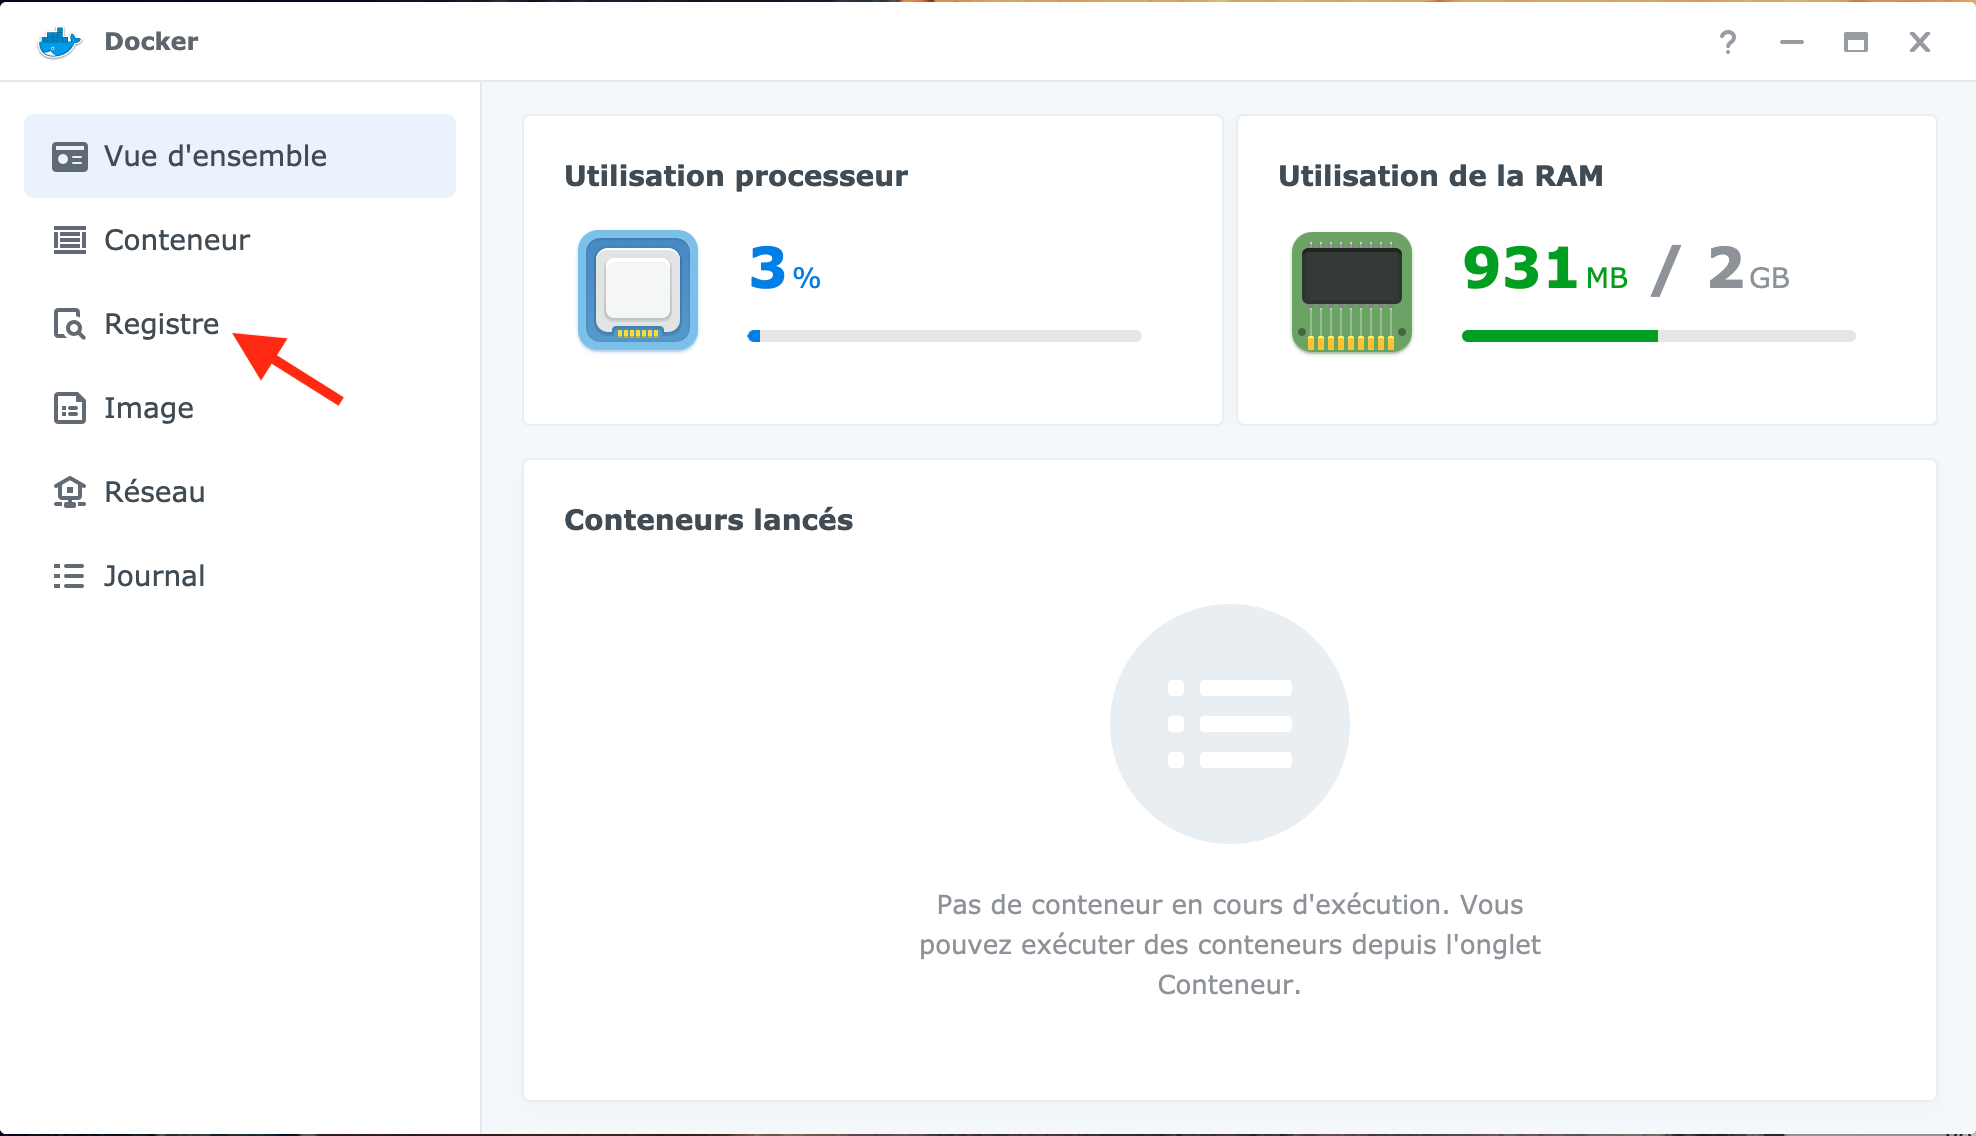 Docker
?
Vue d'ensemble
Conteneur
Registre
Image
Réseau
Journal
Utilisation processeur
3 %
Utilisation de la RAM
931 MB / 2 GB
Conteneurs lancés
Pas de conteneur en cours d'exécution. Vous
pouvez exécuter des conteneurs depuis l'onglet
Conteneur.